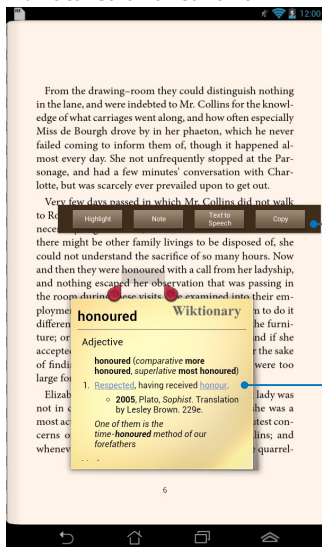 12:00
From the drawing–room they could distinguish nothing
in the lane, and were indebted to Mr. Collins for the knowl-
edge of what carriages went along, and how often especially
Miss de Bourgh drove by in her phaeton, which he never
failed coming to inform them of, though it happened al-
most every day. She not unfrequently stopped at the Par-
sonage, and had a few minutes' conversation with Char-
lotte, but was scarcely ever prevailed upon to get out.
Very few days passed in which Mr. Collins did not walk
to Ro
Highlight Note Text to Speech Copy
there might be other family livings to be disposed of, she
could not understand the sacrifice of so many hours. Now
and then they were honoured with a call from her ladyship,
and nothing escaped her observation that was passing in
the room during these visits. She examined into their em-
ployme
m to do it
differen
he furni-
ture; or
nd if she
accepte
r the sake
of findi
were too
large fo
honoured Wiktionary
Adjective
honoured (comparative more
honoured, superlative most honoured)
1. Respected, having received honour.
2005, Plato, Sophist. Translation
by Lesley Brown. 229e.
One of them is the
time-honoured method of our
forefathers
Elizab
lady was
not in c
he was a
most ac
utest con-
cerns o
lins; and
wheneve
e quarrel-
6